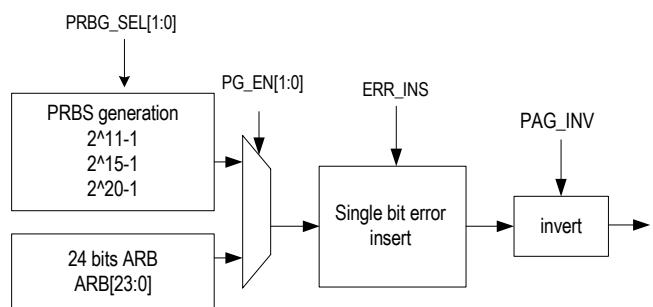 PRBG_SEL[1:0]
PG_EN[1:0]
ERR_INS
PAG_INV
PRBS generation
2^11-1
2^15-1
2^20-1
Single bit error
insert
invert
24 bits ARB
ARB[23:0]